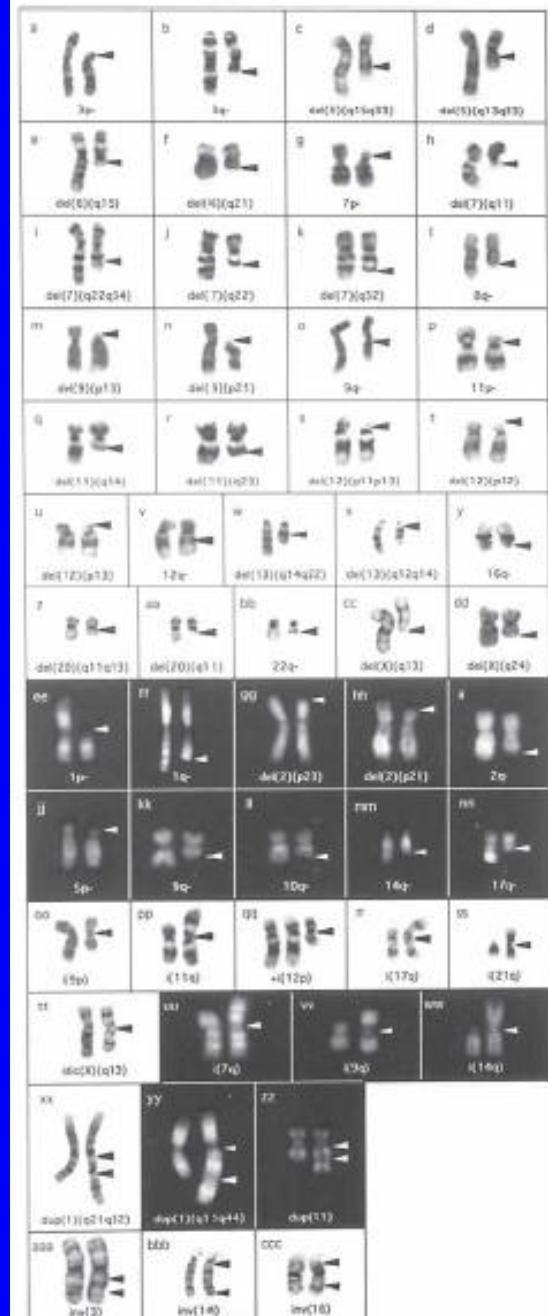 a b c d
3p- 5q- del(5)(q15q33) del(5)(q13q33)
e f g h
del(6)(q15) del(6)(q21) 7p- del(7)(q11)
i j k l
del(7)(q22q34) del(7)(q22) del(7)(q32) 8q-
m n o p
del(9)(p13) del(9)(p21) 9q- 11p-
q r s t
del(11)(q14) del(11)(q23) del(12)(p11p13) del(12)(p12)
u v w x y
del(12)(p13) 12q- del(13)(q14q22) del(13)(q12q14) 16q-
z aa bb cc dd
del(20)(q11q13) del(20)(q11) 22q- del(X)(q13) del(X)(q24)
ee ff gg hh ii
1p- 1q- del(2)(p23) del(2)(p21) 2q-
jj kk ll mm nn
5p- 9q- 10q- 14q- 17q-
oo pp qq rr ss
i(9p) i(11q) +i(12p) i(17q) i(21q)
tt uu vv ww
idic(X)(q13) i(7q) i(9q) i(14q)
xx yy zz
dup(1)(q21q32) dup(1)(q11q44) dup(11)
aaa bbb ccc
inv(3) inv(14) inv(16)